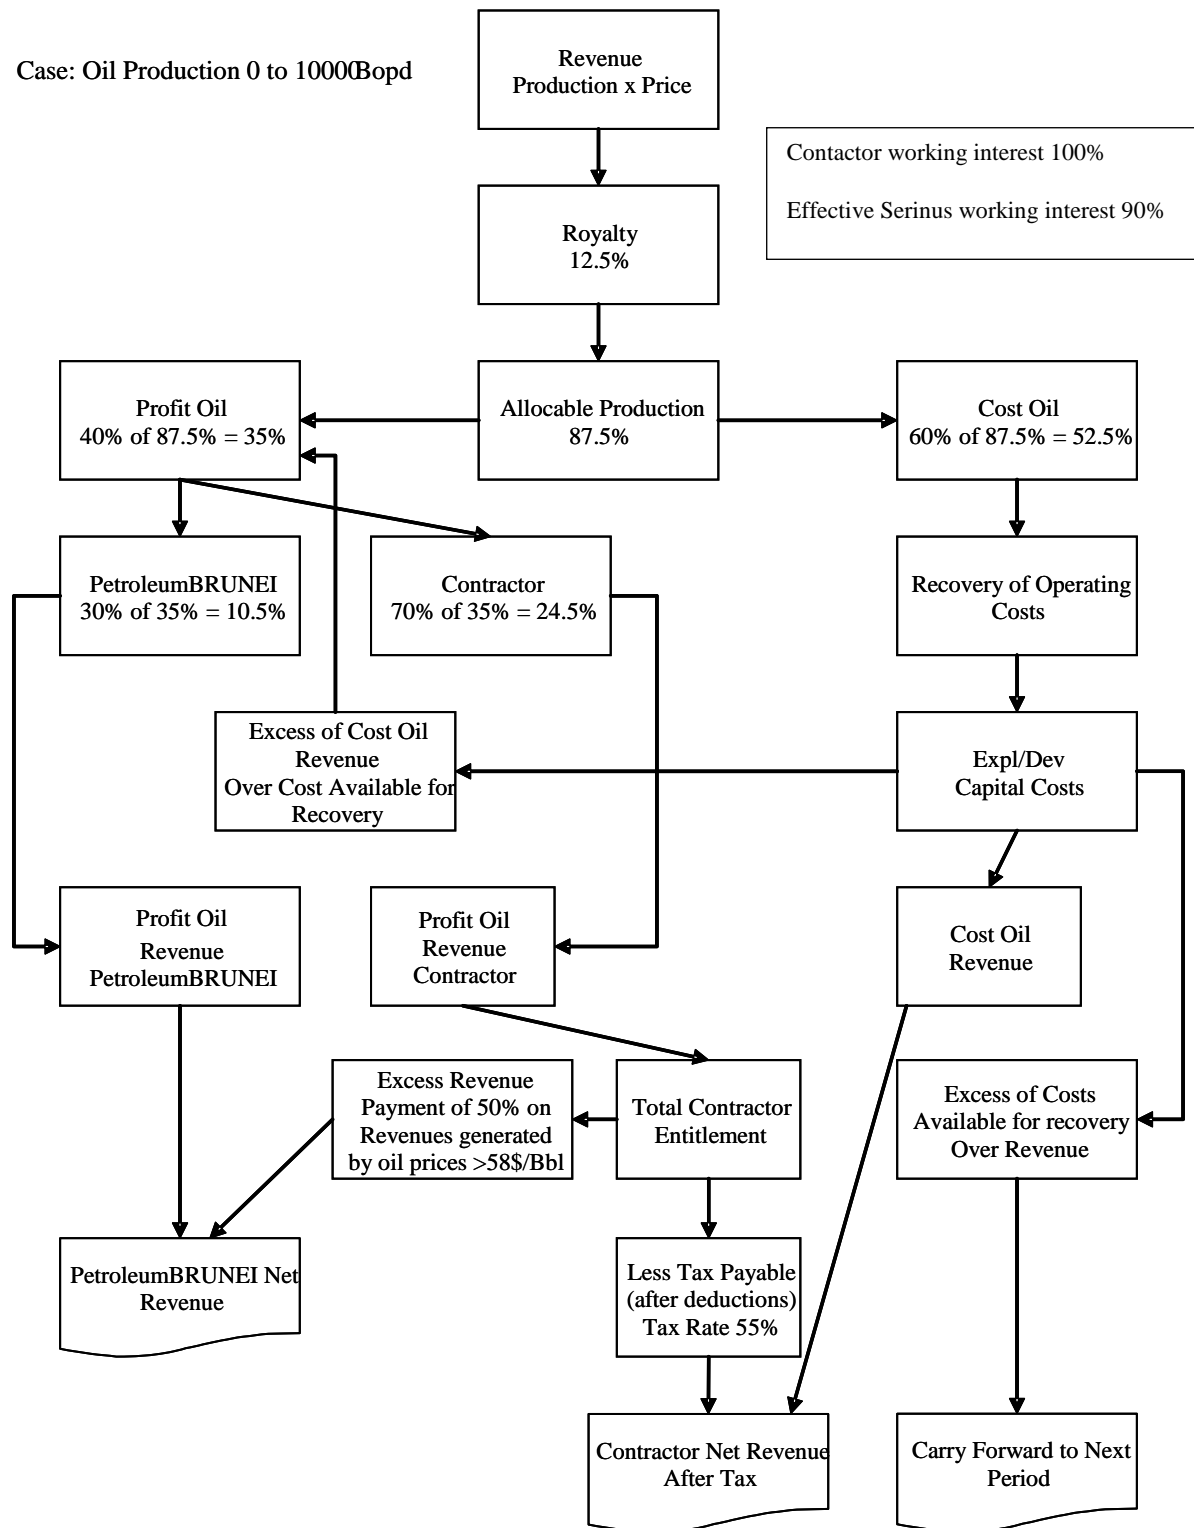 Case: Oil Production 0 to 10000Bopd
Revenue
Production x Price
Contactor working interest 100%
Effective Serinus working interest 90%
Royalty
12.5%
Profit Oil
40% of 87.5% = 35%
Allocable Production
87.5%
Cost Oil
60% of 87.5% = 52.5%
PetroleumBRUNEI
30% of 35% = 10.5%
Contractor
70% of 35% = 24.5%
Recovery of Operating
Costs
Excess of Cost Oil
Revenue
Over Cost Available for
Recovery
Expl/Dev
Capital Costs
Profit Oil
Revenue
PetroleumBRUNEI
Profit Oil
Revenue
Contractor
Cost Oil
Revenue
Excess Revenue
Payment of 50% on
Revenues generated
by oil prices >58$/Bbl
Total Contractor
Entitlement
Excess of Costs
Available for recovery
Over Revenue
PetroleumBRUNEI Net
Revenue
Less Tax Payable
(after deductions)
Tax Rate 55%
Contractor Net Revenue
After Tax
Carry Forward to Next
Period